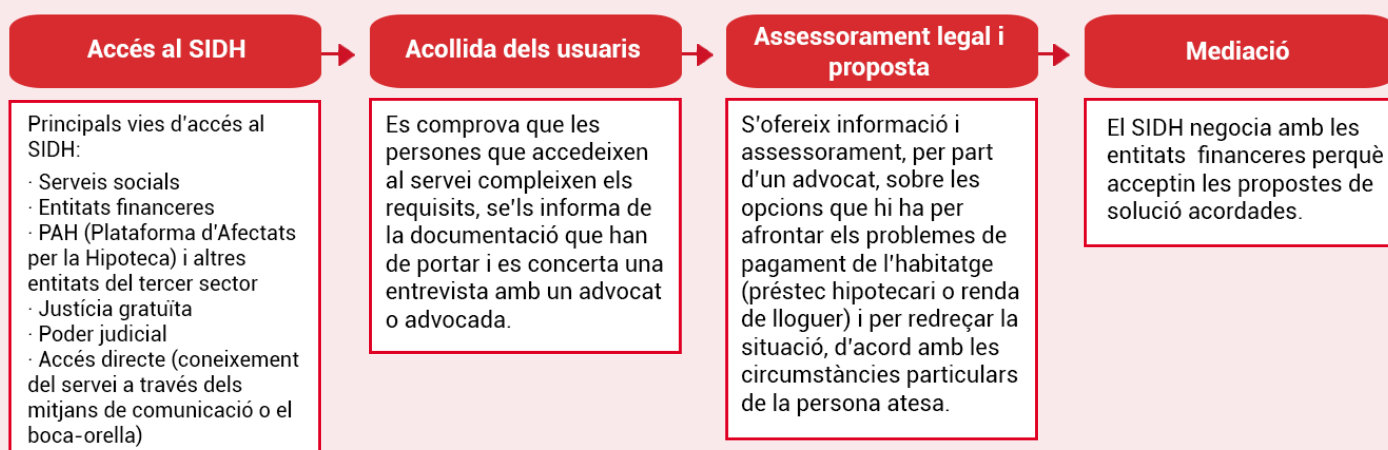 Accés al SIDH
Principals vies d'accés al
SIDH:
· Serveis socials
· Entitats financeres
· PAH (Plataforma d'Afectats
per la Hipoteca) i altres
entitats del tercer sector
· Justícia gratuïta
· Poder judicial
· Accés directe (coneixement
del servei a través dels
mitjans de comunicació o el
boca-orella)
Acollida dels usuaris
Es comprova que les
persones que accedeixen
al servei compleixen els
requisits, se'ls informa de
la documentació que han
de portar i es concerta una
entrevista amb un advocat
o advocada.
Assessorament legal i
proposta
S'ofereix informació i
assessorament, per part
d'un advocat, sobre les
opcions que hi ha per
afrontar els problemes de
pagament de l'habitatge
(préstec hipotecari o renda
de lloguer) i per redreçar la
situació, d'acord amb les
circumstàncies particulars
de la persona atesa.
Mediació
El SIDH negocia amb les
entitats financeres perquè
acceptin les propostes de
solució acordades.